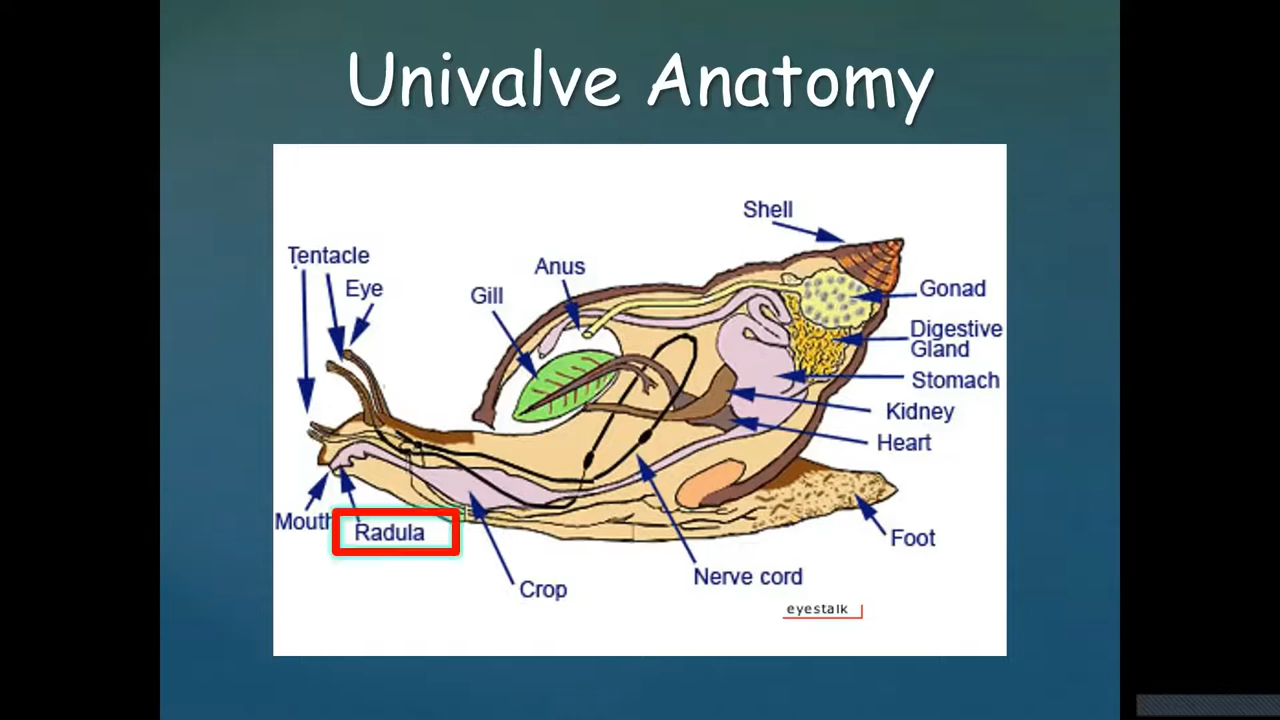 Univalve Anatomy
Shell
Tentacle
Anus
Eye
Gill
Gonad
Digestive
Gland
Stomach
Kidney
Heart
Mouth
Radula
Foot
Nerve cord
Crop
eyestalk